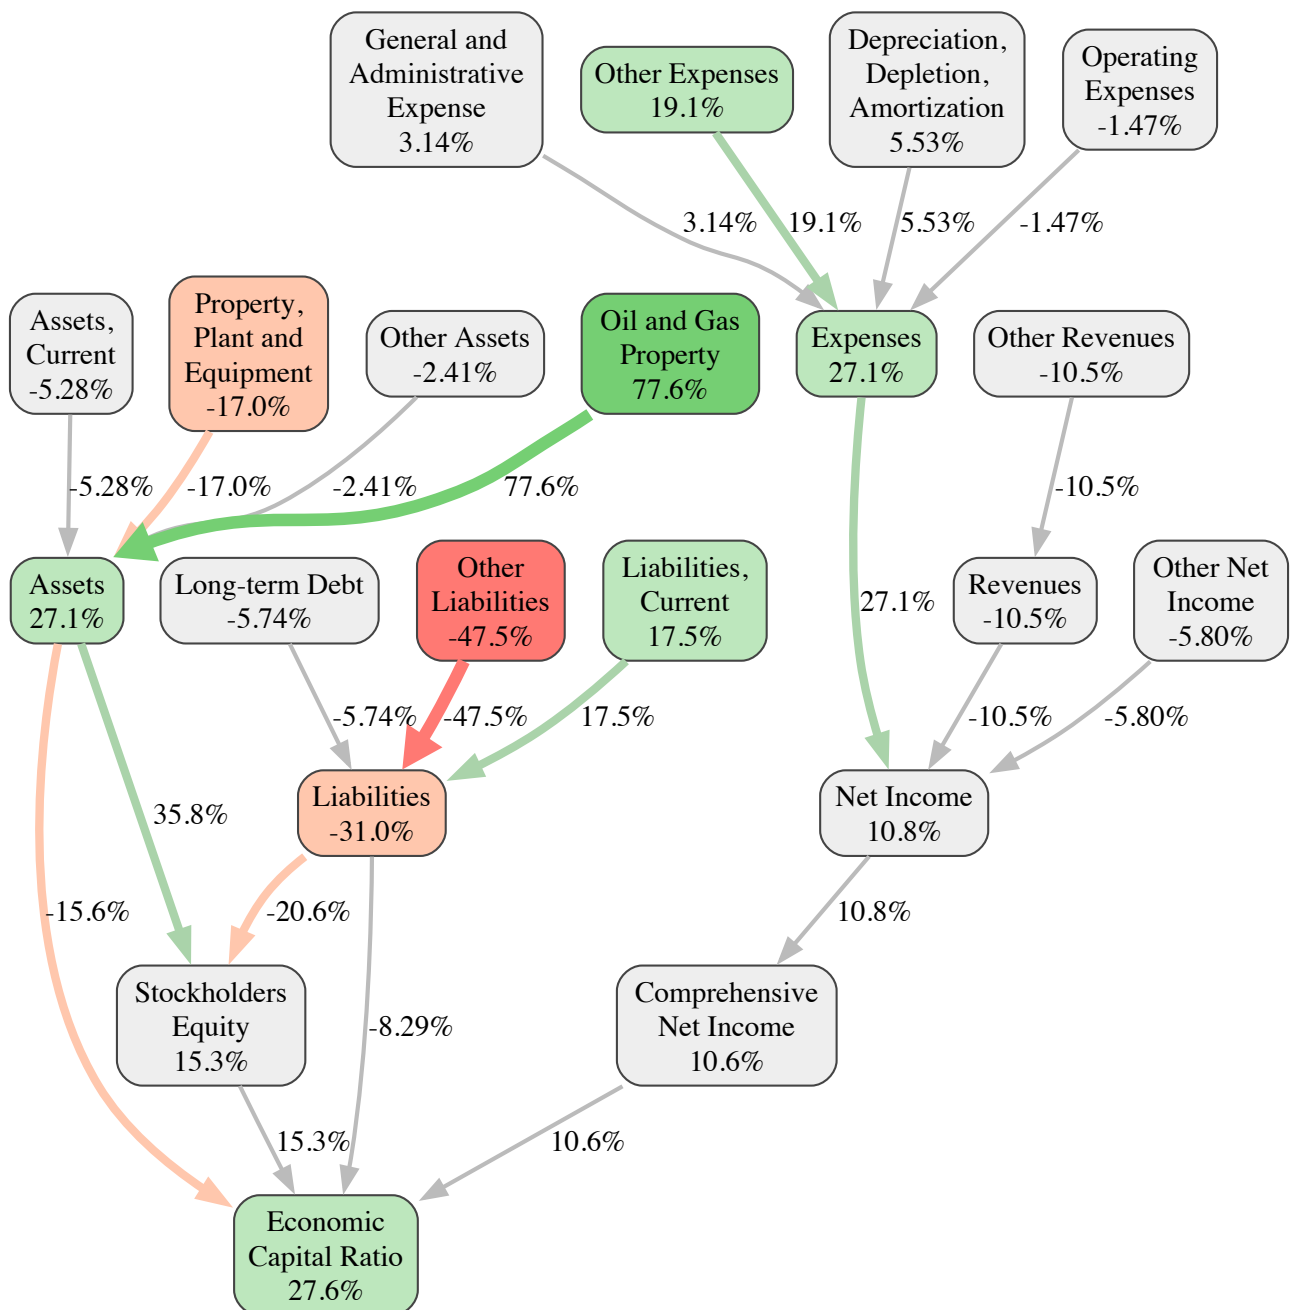 General and
Administrative
Expense
3.14%
Other Expenses
19.1%
Depreciation,
Depletion,
Amortization
5.53%
Operating
Expenses
-1.47%
3.14%
19.1%
5.53%
-1.47%
Assets,
Current
-5.28%
Property,
Plant and
Equipment
-17.0%
Other Assets
-2.41%
Oil and Gas
Property
77.6%
Expenses
27.1%
Other Revenues
-10.5%
-5.28%
-17.0%
-2.41%
77.6%
-10.5%
Assets
27.1%
Long-term Debt
-5.74%
Other
Liabilities
-47.5%
Liabilities,
Current
17.5%
27.1%
Revenues
-10.5%
Other Net
Income
-5.80%
-5.74%
-47.5%
17.5%
-10.5%
-5.80%
35.8%
Liabilities
-31.0%
Net Income
10.8%
-15.6%
-20.6%
10.8%
Stockholders
Equity
15.3%
-8.29%
Comprehensive
Net Income
10.6%
15.3%
10.6%
Economic
Capital Ratio
27.6%